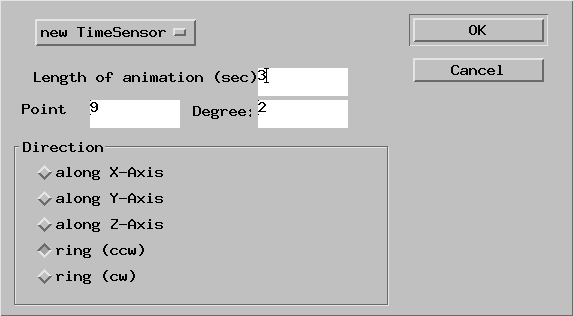 new TimeSensor
OK
Length of animation (sec) 3
Cancel
Point 9 Degree: 2
Direction
along X-Axis
along Y-Axis
along Z-Axis
ring (ccw)
ring (cw)